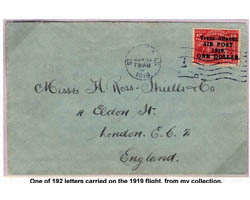 Trans-Atlantic
AIR POST
1919.
ONE DOLLAR
1919
Messrs H. Ross-Shiells & Co
4 Eldon St.
London. E. C. 2
England.
One of 192 letters carried on the 1919 flight, from my collection.